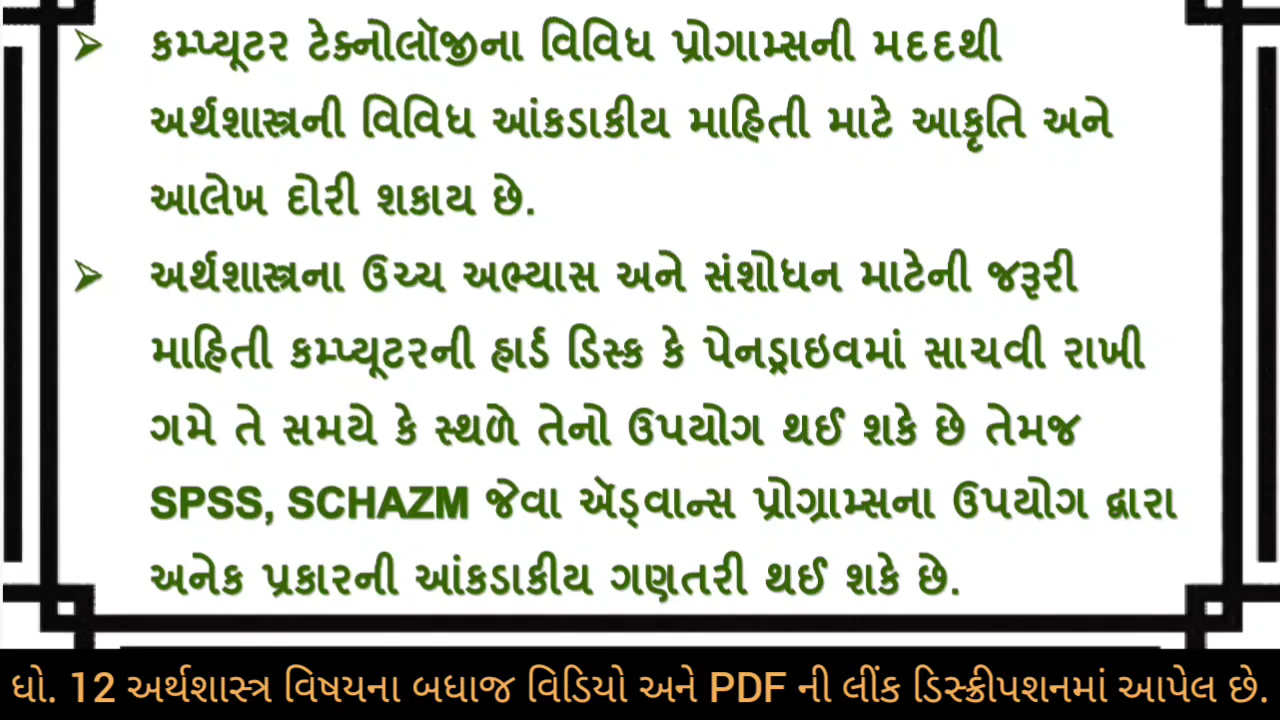 ➢ કમ્પ્યૂટર ટેક્નોલૉજીના વિવિધ પ્રોગામ્સની મદદથી
અર્થશાસ્ત્રની વિવિધ આંકડાકીય માહિતી માટે આકૃતિ અને
આલેખ દોરી શકાય છે.
➢ અર્થશાસ્ત્રના ઉચ્ચ અભ્યાસ અને સંશોધન માટેની જરૂરી
માહિતી કમ્પ્યૂટરની હાર્ડ ડિસ્ક કે પેનડ્રાઇવમાં સાચવી રાખી
ગમે તે સમયે કે સ્થળે તેનો ઉપયોગ થઈ શકે છે તેમજ
SPSS, SCHAZM જેવા ઍડ્વાન્સ પ્રોગ્રામ્સના ઉપયોગ દ્વારા
અનેક પ્રકારની આંકડાકીય ગણતરી થઈ શકે છે.
ધો. 12 અર્થશાસ્ત્ર વિષયના બધાજ વિડિયો અને PDF ની લીંક ડિસ્ક્રીપશનમાં આપેલ છે.